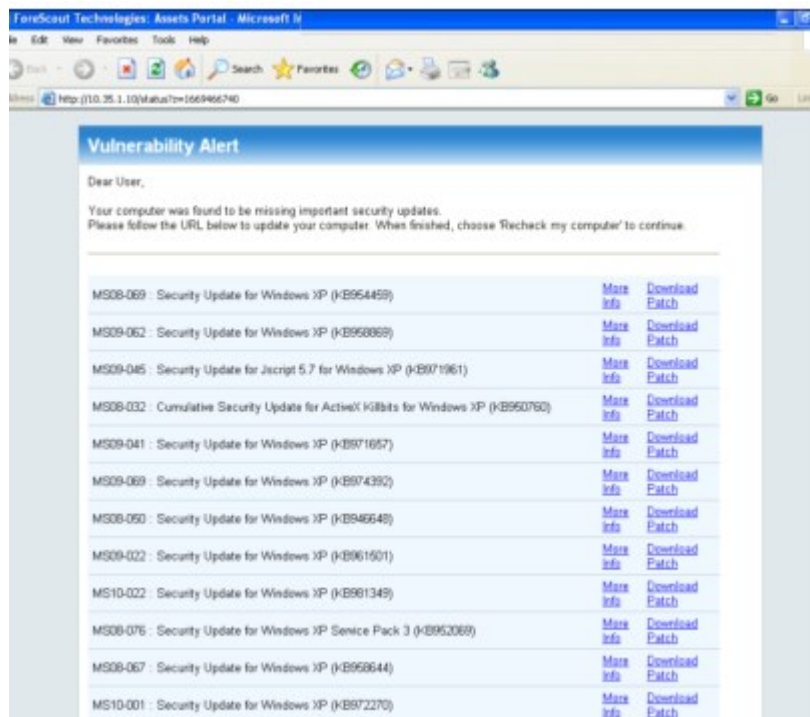 ForeScout Technologies: Assets Portal - Microsoft
Edit View Favorites Tools Help
Back Search Favorites
http://10.35.1.10/status?z=1669466740 Go
Vulnerability Alert
Dear User,
Your computer was found to be missing important security updates.
Please follow the URL below to update your computer. When finished, choose 'Recheck my computer' to continue.
MS08-069 : Security Update for Windows XP (KB954459) More Info Download Patch
MS09-062 : Security Update for Windows XP (KB958869) More Info Download Patch
MS09-045 : Security Update for Jscript 5.7 for Windows XP (KB971961) More Info Download Patch
MS08-032 : Cumulative Security Update for ActiveX Killbits for Windows XP (KB950760) More Info Download Patch
MS09-041 : Security Update for Windows XP (KB971657) More Info Download Patch
MS09-069 : Security Update for Windows XP (KB974392) More Info Download Patch
MS08-050 : Security Update for Windows XP (KB946648) More Info Download Patch
MS09-022 : Security Update for Windows XP (KB961501) More Info Download Patch
MS10-022 : Security Update for Windows XP (KB981349) More Info Download Patch
MS08-076 : Security Update for Windows XP Service Pack 3 (KB952069) More Info Download Patch
MS08-067 : Security Update for Windows XP (KB958644) More Info Download Patch
MS10-001 : Security Update for Windows XP (KB972270) More Info Download Patch